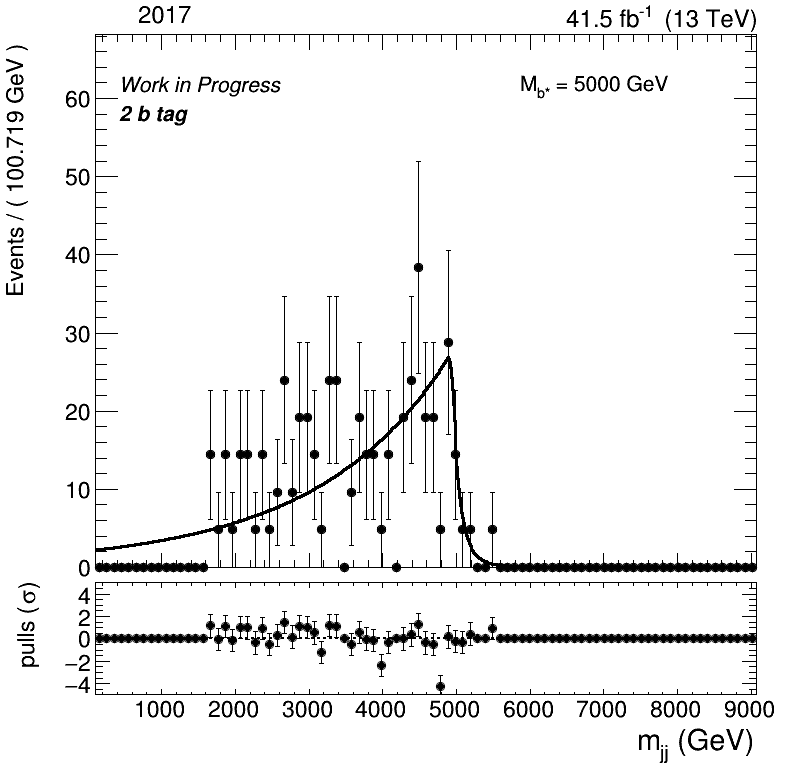 2017
41.5 fb⁻¹ (13 TeV)
Events / ( 100.719 GeV )
Work in Progress
2 b tag
M_b* = 5000 GeV
60
50
40
30
20
10
0
pulls (σ)
4
2
0
−2
−4
1000 2000 3000 4000 5000 6000 7000 8000 9000
m_jj (GeV)